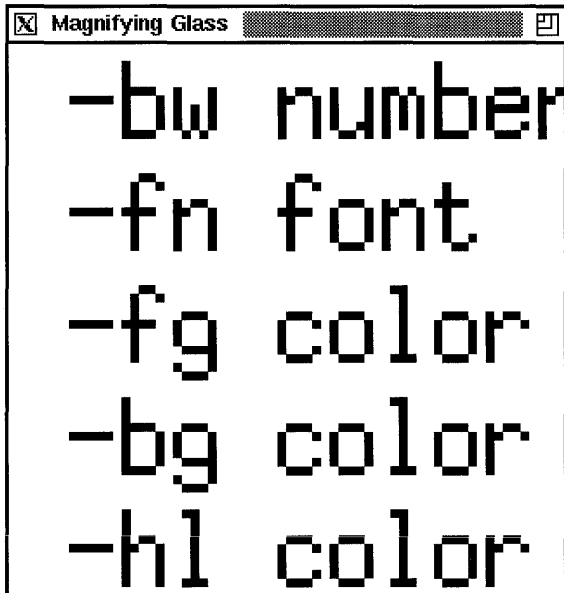 Magnifying Glass
-bw number
-fn font
-fg color
-bg color
-hl color